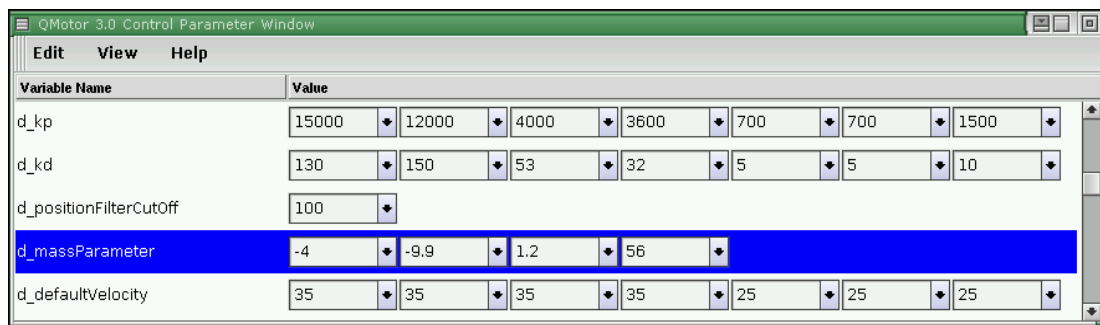 QMotor 3.0 Control Parameter Window
Edit View Help
Variable Name Value
d_kp 15000 12000 4000 3600 700 700 1500
d_kd 130 150 53 32 5 5 10
d_positionFilterCutOff 100
d_massParameter -4 -9.9 1.2 56
d_defaultVelocity 35 35 35 35 25 25 25